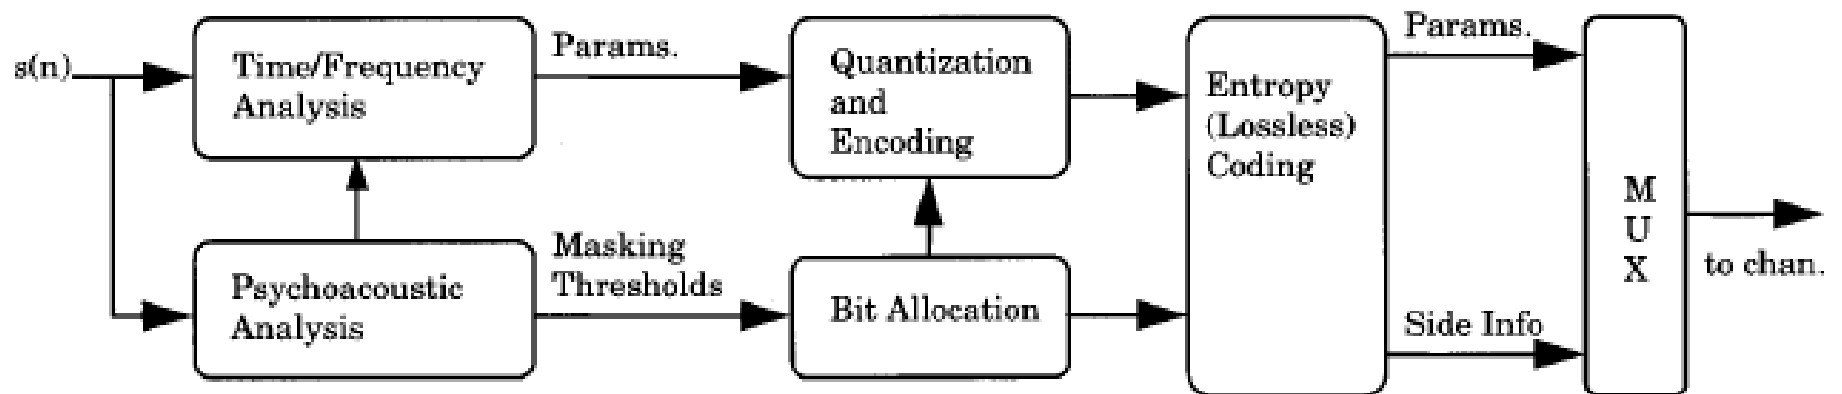 s(n)
Time/Frequency
Analysis
Params.
Quantization
and
Encoding
Entropy
(Lossless)
Coding
Params.
M
U
X
to chan.
Psychoacoustic
Analysis
Masking
Thresholds
Bit Allocation
Side Info